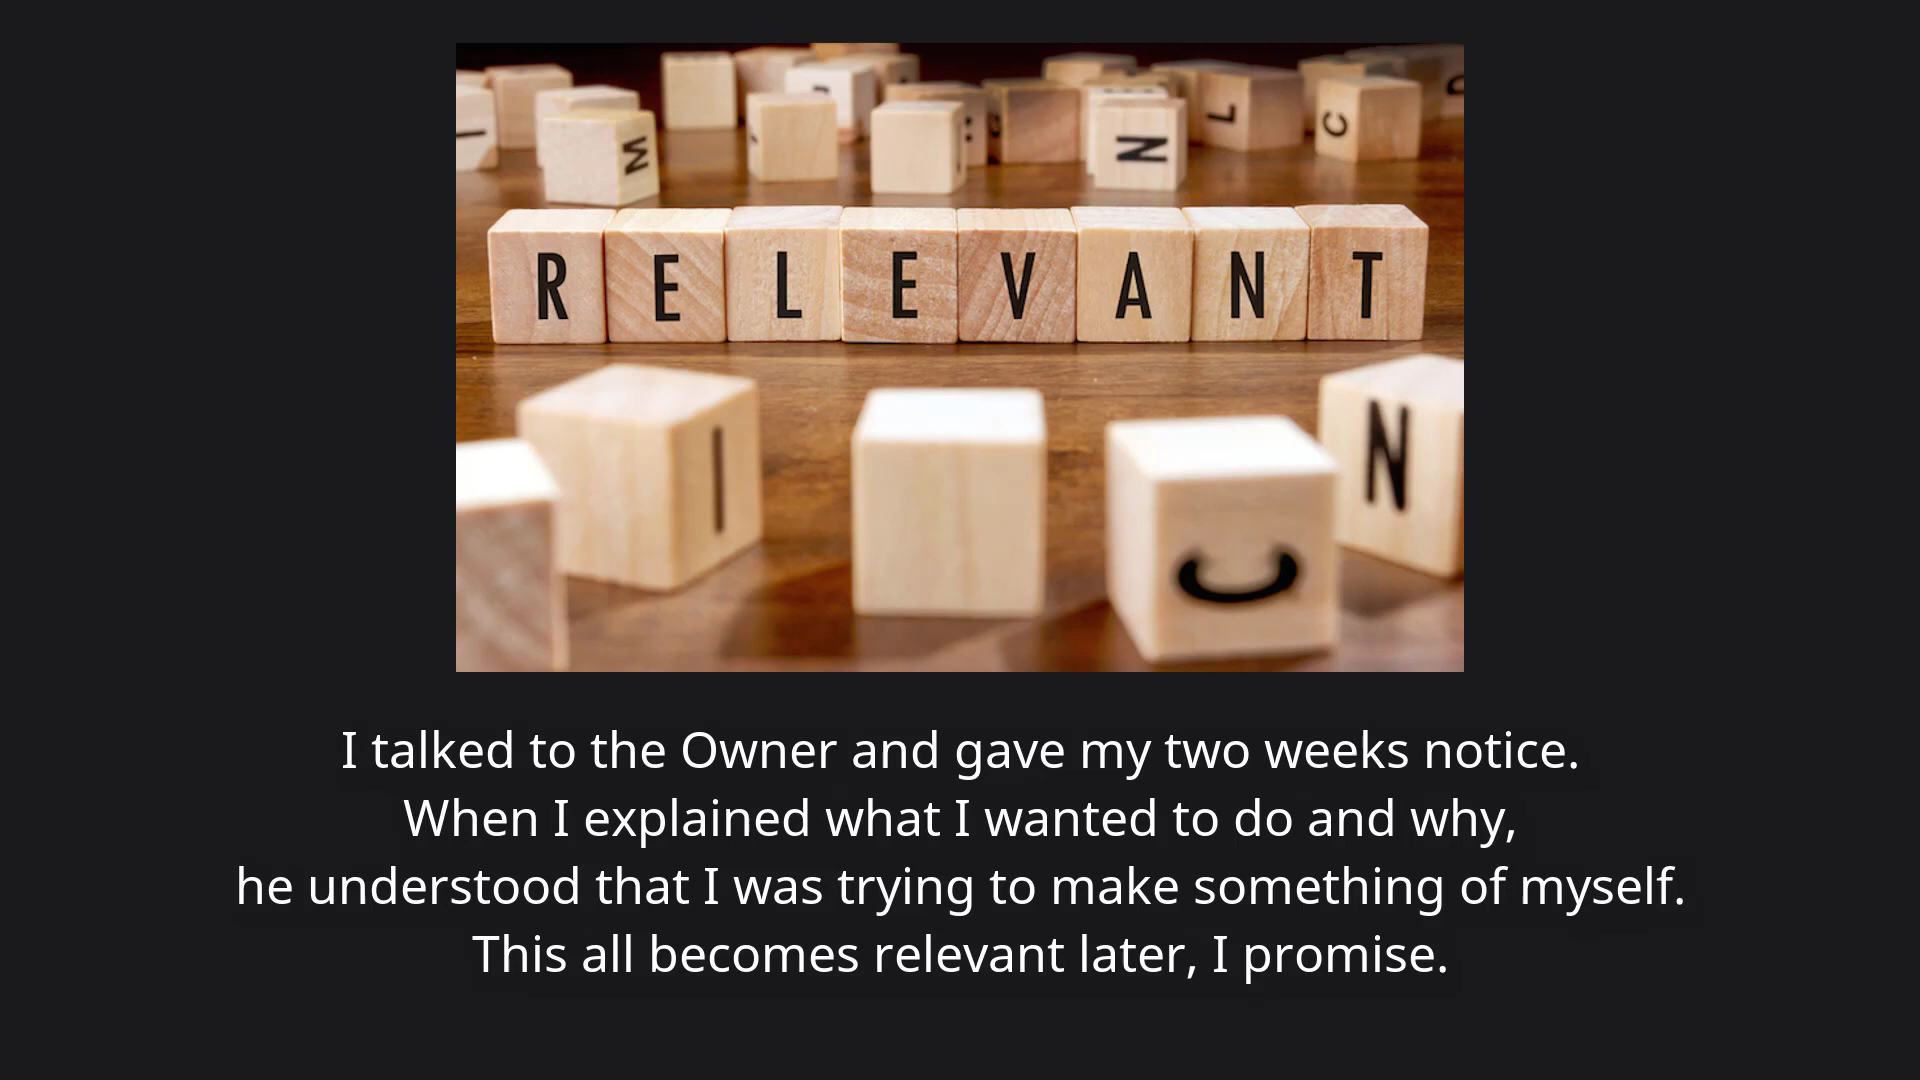 M
N
L
C
RELEVANT
I
C
N
I talked to the Owner and gave my two weeks notice.
When I explained what I wanted to do and why,
he understood that I was trying to make something of myself.
This all becomes relevant later, I promise.